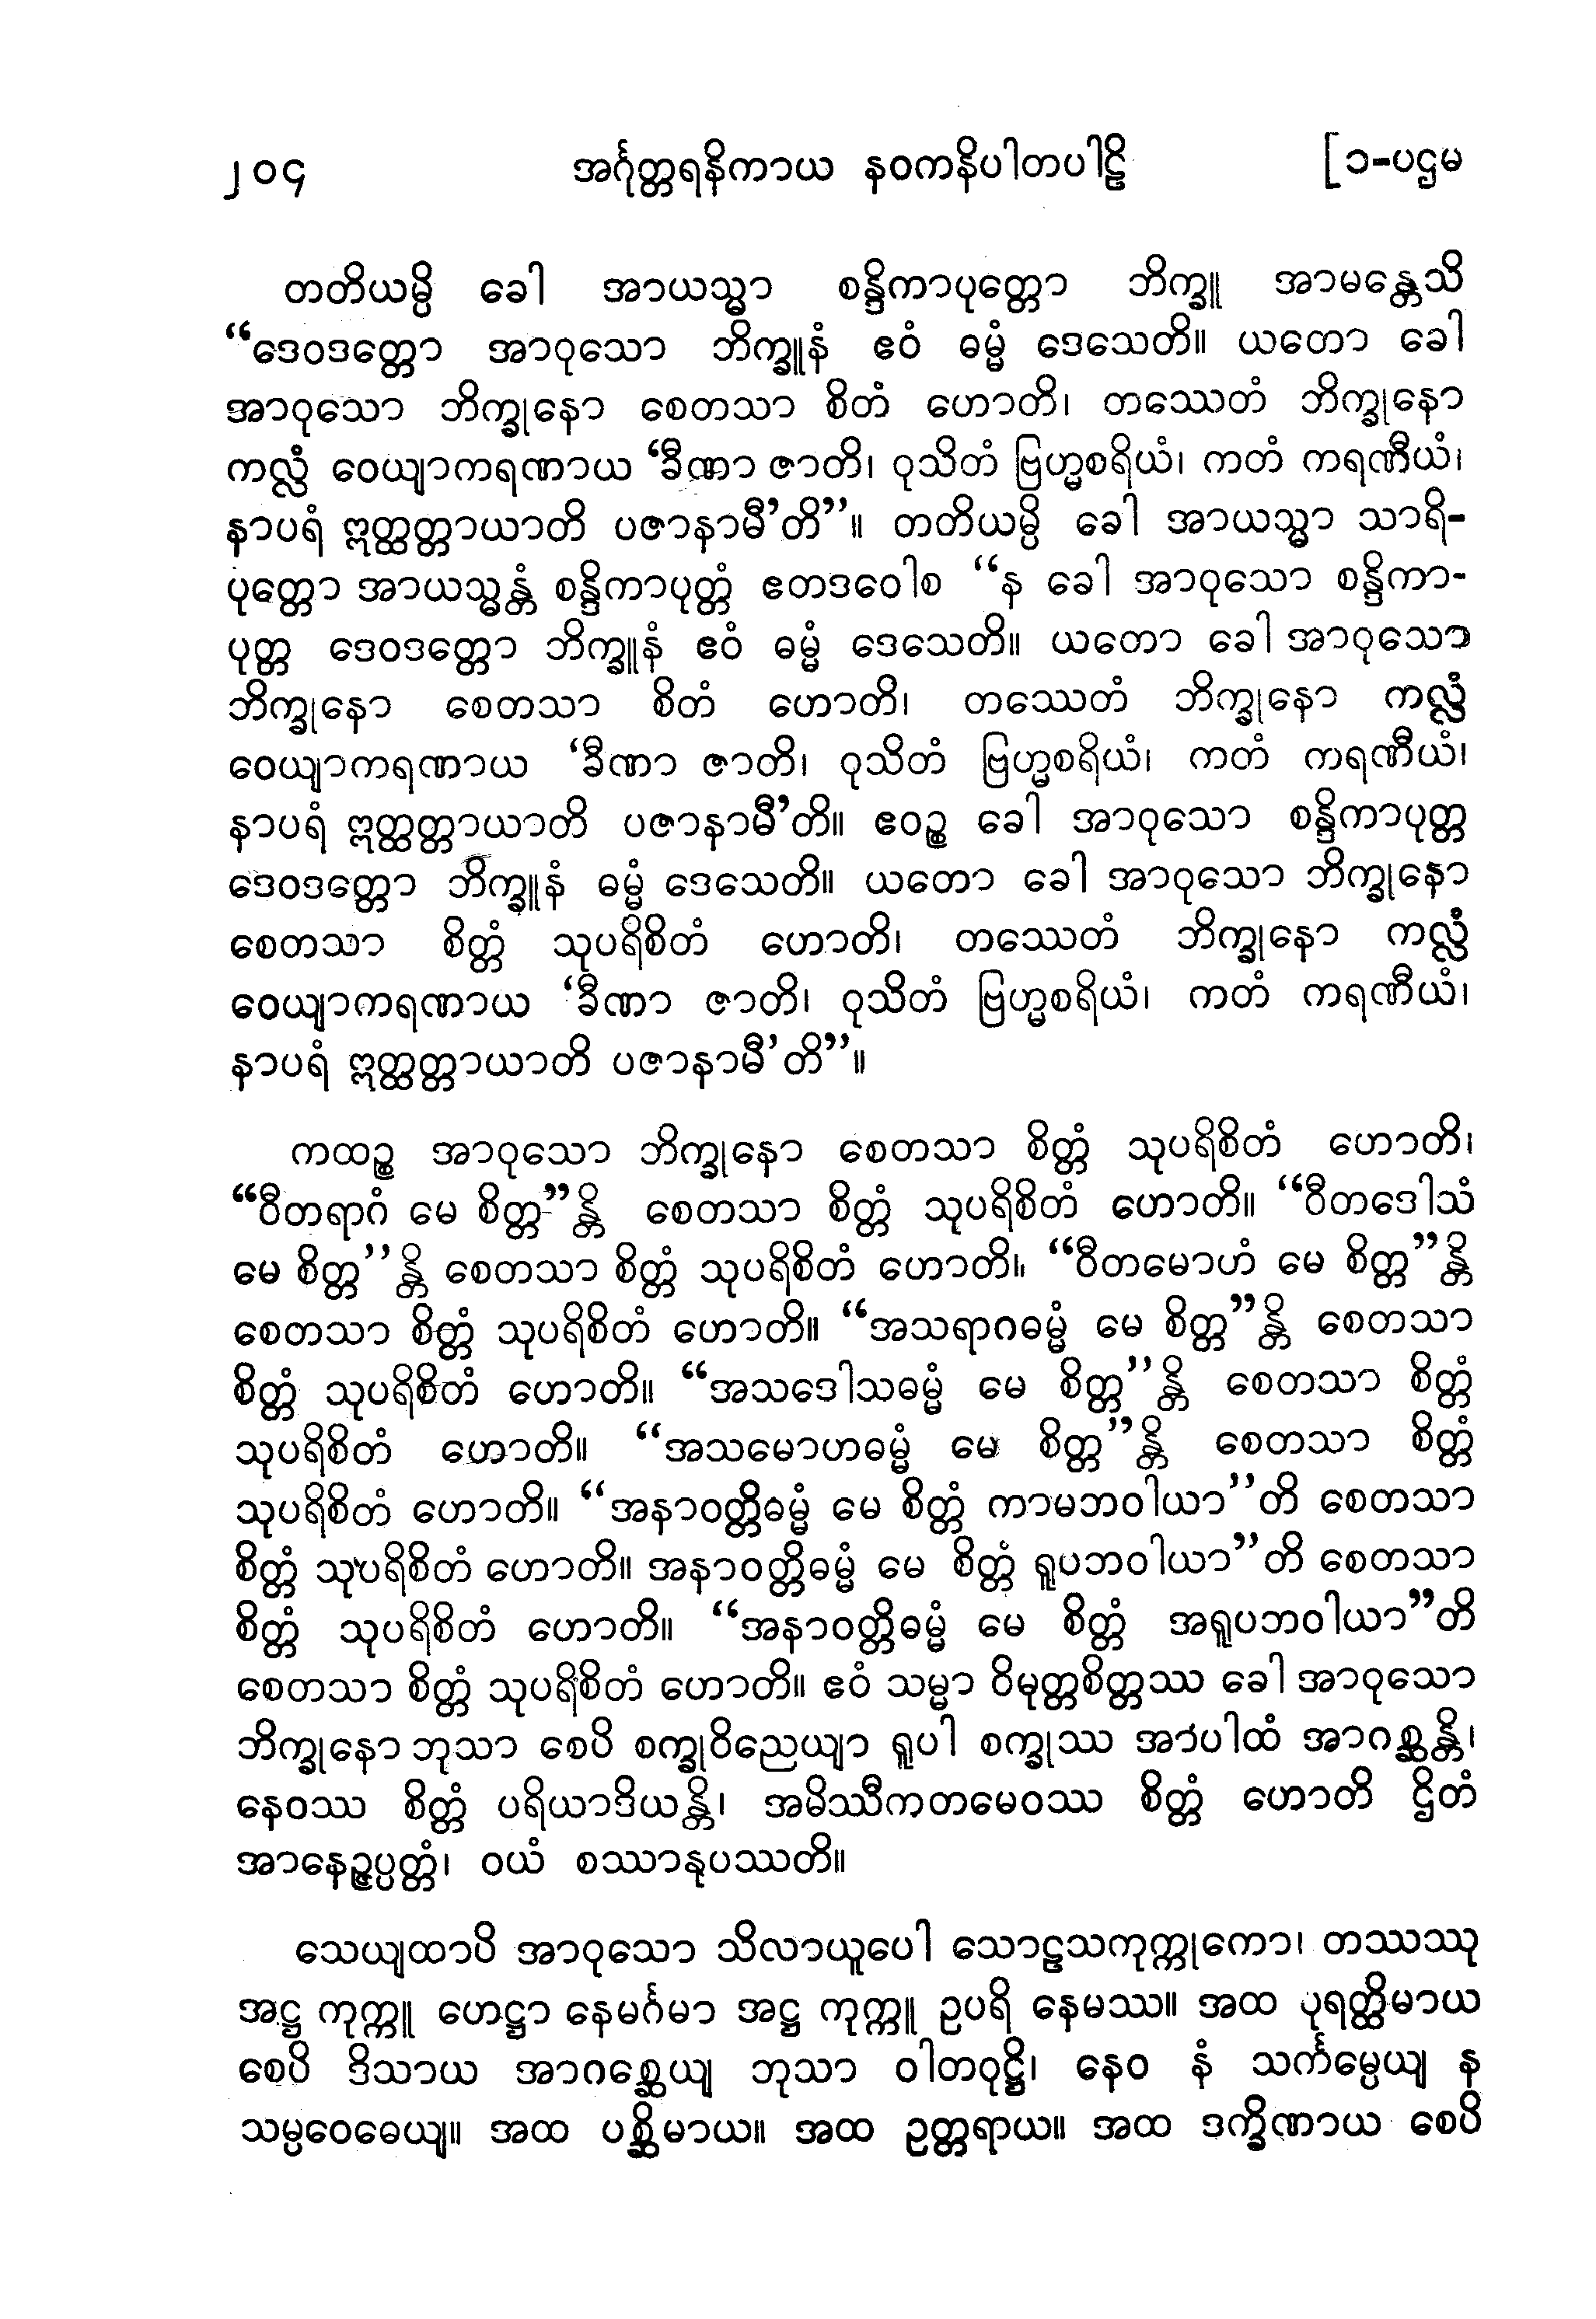 ၂၀၄ အင်္ဂုတ္တရနိကာယ နဝကနိပါတပါဠိ [၁-ပဌမ
တတိယမ္ပိ ခေါ အာယသ္မာ စန္ဒိကာပုတ္တော ဘိက္ခူ အာမန္တေသိ
“ဒေဝဒတ္တော အာဝုသော ဘိက္ခူနံ ဧဝံ ဓမ္မံ ဒေသေတိ။ ယတော ခေါ
အာဝုသော ဘိက္ခုနော စေတသာ စိတံ ဟောတိ၊ တဿေတံ ဘိက္ခုနော
ကလ္လံ ဝေယျာကရဏာယ ‘ခီဏာ ဇာတိ၊ ဝုသိတံ ဗြဟ္မစရိယံ၊ ကတံ ကရဏီယံ၊
နာပရံ ဣတ္ထတ္တာယာတိ ပဇာနာမီ’တိ”။ တတိယမ္ပိ ခေါ အာယသ္မာ သာရိ-
ပုတ္တော အာယသ္မန္တံ စန္ဒိကာပုတ္တံ ဧတဒဝေါစ “န ခေါ အာဝုသော စန္ဒိကာ-
ပုတ္တ ဒေဝဒတ္တော ဘိက္ခူနံ ဧဝံ ဓမ္မံ ဒေသေတိ။ ယတော ခေါ အာဝုသော
ဘိက္ခုနော စေတသာ စိတံ ဟောတိ၊ တဿေတံ ဘိက္ခုနော ကလ္လံ
ဝေယျာကရဏာယ ‘ခီဏာ ဇာတိ၊ ဝုသိတံ ဗြဟ္မစရိယံ၊ ကတံ ကရဏီယံ၊
နာပရံ ဣတ္ထတ္တာယာတိ ပဇာနာမီ’တိ။ ဧဝဉ္စ ခေါ အာဝုသော စန္ဒိကာပုတ္တ
ဒေဝဒတ္တော ဘိက္ခူနံ ဓမ္မံ ဒေသေတိ။ ယတော ခေါ အာဝုသော ဘိက္ခုနော
စေတသာ စိတ္တံ သုပရိစိတံ ဟောတိ၊ တဿေတံ ဘိက္ခုနော ကလ္လံ
ဝေယျာကရဏာယ ‘ခီဏာ ဇာတိ၊ ဝုသိတံ ဗြဟ္မစရိယံ၊ ကတံ ကရဏီယံ၊
နာပရံ ဣတ္ထတ္တာယာတိ ပဇာနာမီ’တိ”။
ကထဉ္စ အာဝုသော ဘိက္ခုနော စေတသာ စိတ္တံ သုပရိစိတံ ဟောတိ၊
“ဝီတရာဂံ မေ စိတ္တ”န္တိ စေတသာ စိတ္တံ သုပရိစိတံ ဟောတိ။ “ဝီတဒေါသံ
မေ စိတ္တ”န္တိ စေတသာ စိတ္တံ သုပရိစိတံ ဟောတိ။ “ဝီတမောဟံ မေ စိတ္တ”န္တိ
စေတသာ စိတ္တံ သုပရိစိတံ ဟောတိ။ “အသရာဂဓမ္မံ မေ စိတ္တ”န္တိ စေတသာ
စိတ္တံ သုပရိစိတံ ဟောတိ။ “အသဒေါသဓမ္မံ မေ စိတ္တ”န္တိ စေတသာ စိတ္တံ
သုပရိစိတံ ဟောတိ။ “အသမောဟဓမ္မံ မေ စိတ္တ”န္တိ စေတသာ စိတ္တံ
သုပရိစိတံ ဟောတိ။ “အနာဝတ္တိဓမ္မံ မေ စိတ္တံ ကာမဘဝါယာ”တိ စေတသာ
စိတ္တံ သုပရိစိတံ ဟောတိ။ အနာဝတ္တိဓမ္မံ မေ စိတ္တံ ရူပဘဝါယာ”တိ စေတသာ
စိတ္တံ သုပရိစိတံ ဟောတိ။ “အနာဝတ္တိဓမ္မံ မေ စိတ္တံ အရူပဘဝါယာ”တိ
စေတသာ စိတ္တံ သုပရိစိတံ ဟောတိ။ ဧဝံ သမ္မာ ဝိမုတ္တစိတ္တဿ ခေါ အာဝုသော
ဘိက္ခုနော ဘုသာ စေပိ စက္ခုဝိညေယျာ ရူပါ စက္ခုဿ အာပါထံ အာဂစ္ဆန္တိ၊
နေဝဿ စိတ္တံ ပရိယာဒိယန္တိ၊ အမိဿီကတမေဝဿ စိတ္တံ ဟောတိ ဌိတံ
အာနေဉ္ဇပ္ပတ္တံ၊ ဝယံ စဿာနုပဿတိ။
သေယျထာပိ အာဝုသော သိလာယူပေါ သောဠသကုက္ကုကော၊ တဿဿု
အဋ္ဌ ကုက္ကူ ဟေဋ္ဌာ နေမင်္ဂမာ အဋ္ဌ ကုက္ကူ ဥပရိ နေမဿ။ အထ ပုရတ္ထိမာယ
စေပိ ဒိသာယ အာဂစ္ဆေယျ ဘုသာ ဝါတဝုဋ္ဌိ၊ နေဝ နံ သင်္ကမ္ပေယျ န
သမ္ပဝေဓေယျ။ အထ ပစ္ဆိမာယ။ အထ ဥတ္တရာယ။ အထ ဒက္ခိဏာယ စေပိ